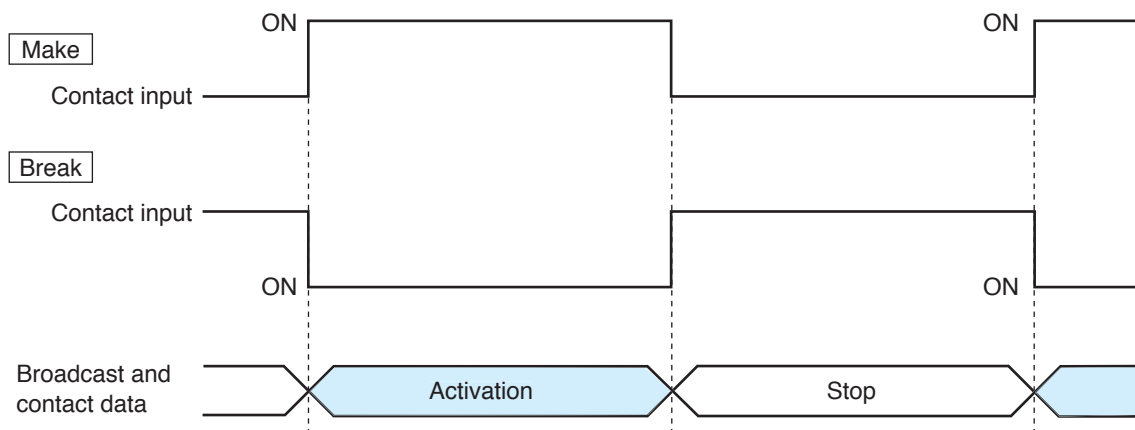 ON
ON
Make
Contact input
Break
Contact input
ON
ON
Broadcast and
contact data
Activation
Stop